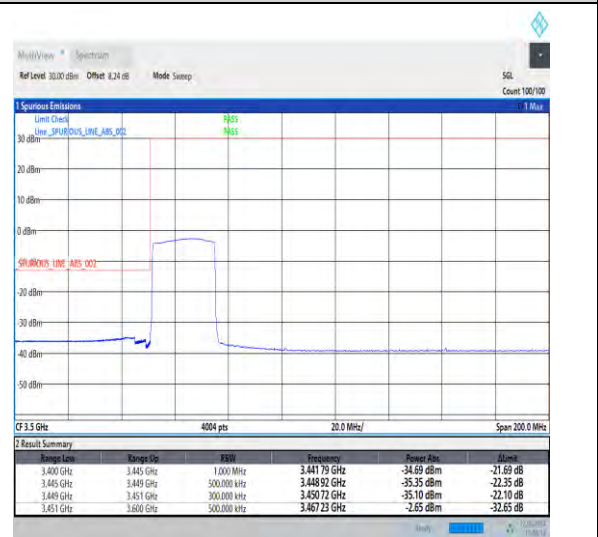 MultiView Spectrum
Ref Level 30.00 dBm Offset 8.24 dB Mode Sweep SGL
Count 100/100
1 Spurious Emissions 1 Max
Limit Check PASS
Line _SPURIOUS_LINE_ABS_002 PASS
30 dBm
20 dBm
10 dBm
0 dBm
_SPURIOUS_LINE_ABS_002
-20 dBm
-30 dBm
-40 dBm
-50 dBm
CF 3.5 GHz 4004 pts 20.0 MHz/ Span 200.0 MHz
2 Result Summary
Range Low Range Up RBW Frequency Power Abs ΔLimit
3.400 GHz 3.445 GHz 1.000 MHz 3.441 79 GHz -34.69 dBm -21.69 dB
3.445 GHz 3.449 GHz 500.000 kHz 3.448 92 GHz -35.35 dBm -22.35 dB
3.449 GHz 3.451 GHz 300.000 kHz 3.450 72 GHz -35.10 dBm -22.10 dB
3.451 GHz 3.600 GHz 500.000 kHz 3.467 23 GHz -2.65 dBm -32.65 dB
Ready